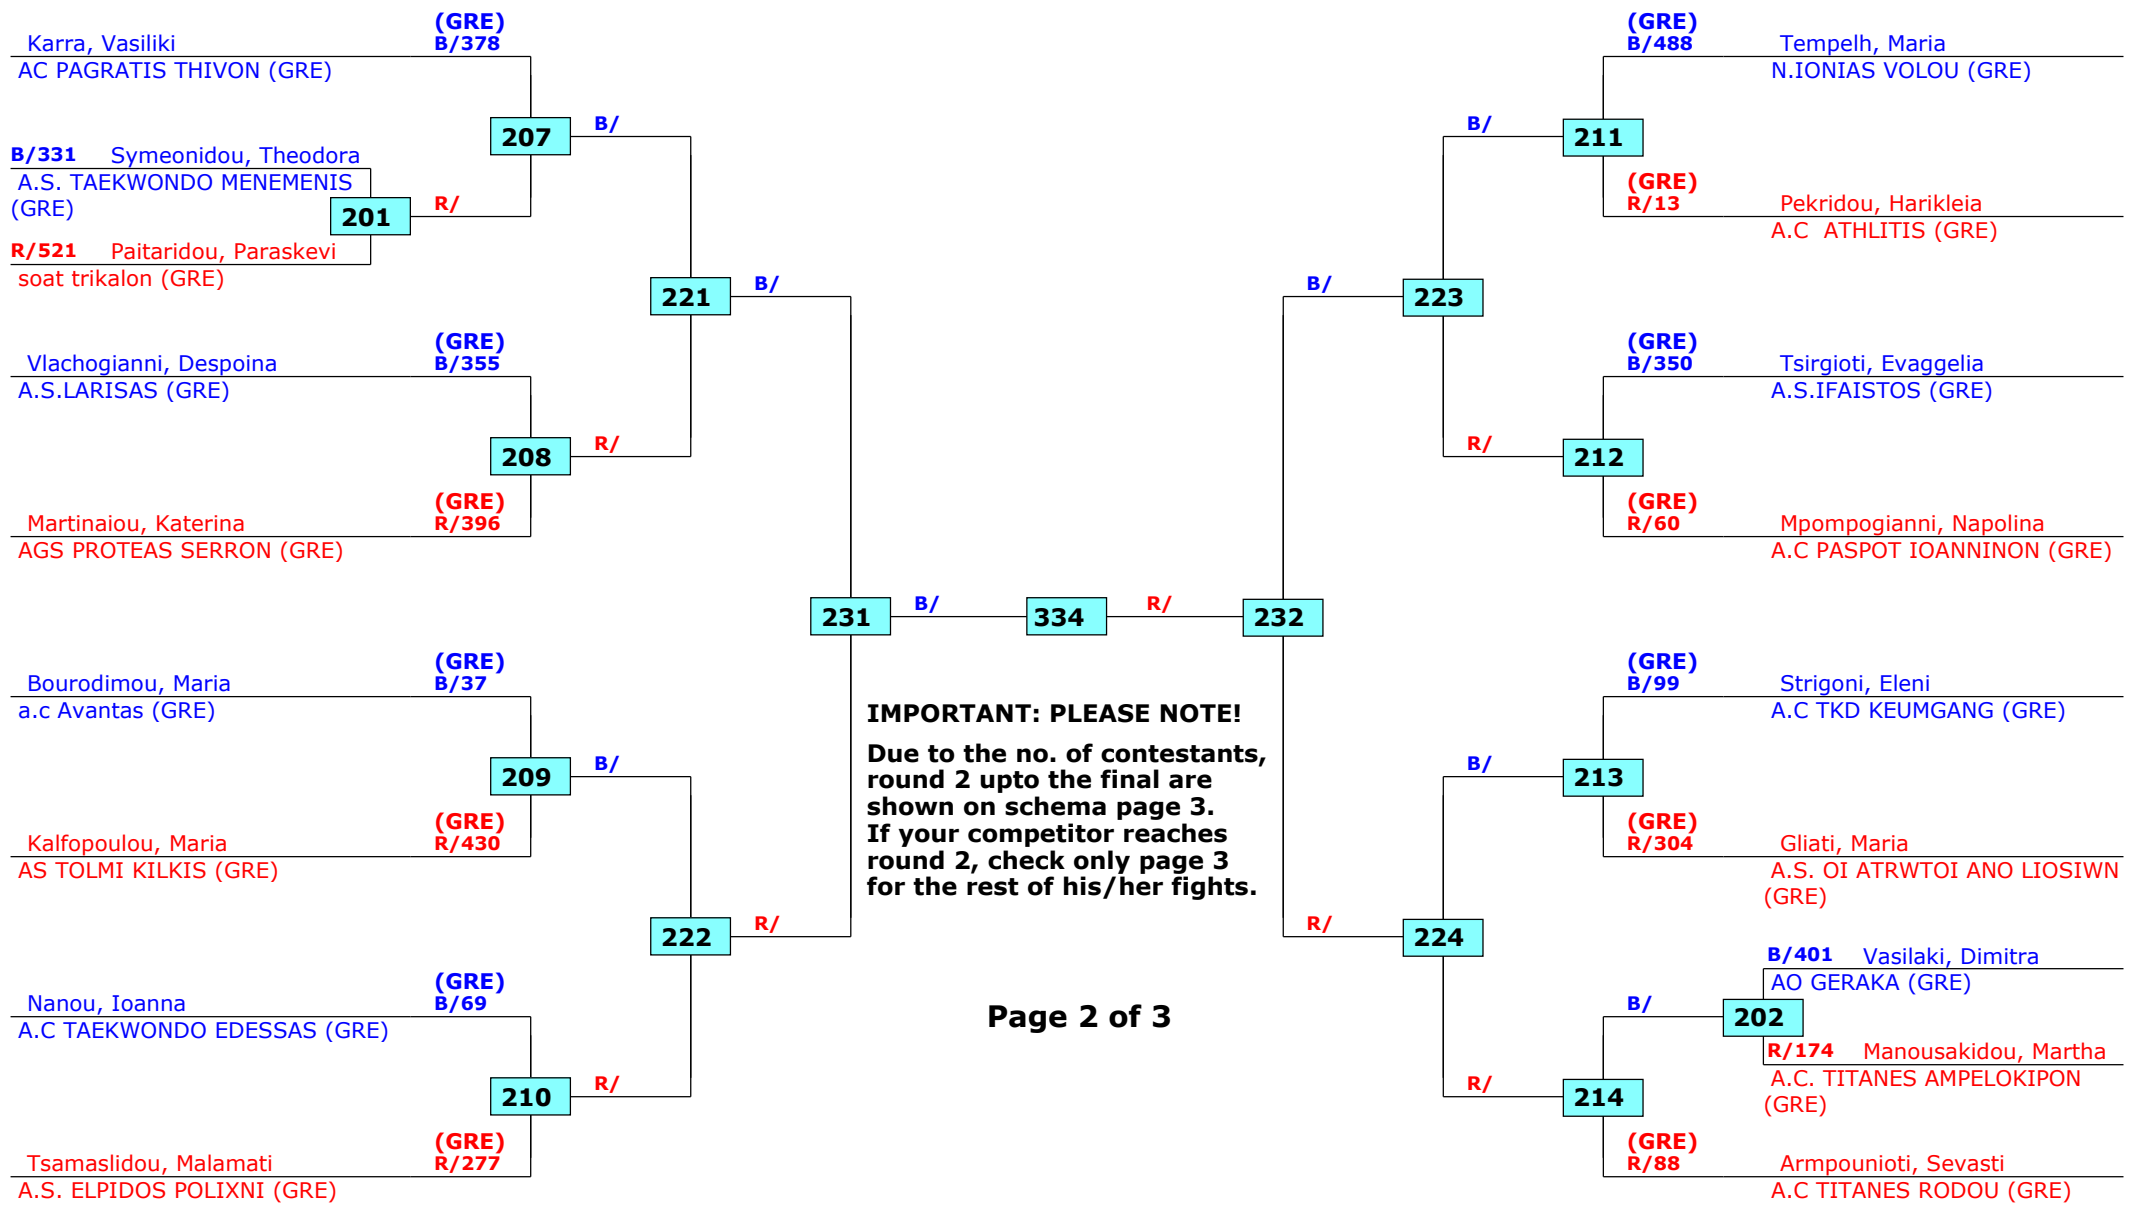 (GRE)
Karra, Vasiliki B/378
AC PAGRATIS THIVON (GRE)
207
B/
B/331 Symeonidou, Theodora
A.S. TAEKWONDO MENEMENIS
(GRE)
201
R/
R/521 Paitaridou, Paraskevi
soat trikalon (GRE)
221
B/
(GRE)
Vlachogianni, Despoina B/355
A.S.LARISAS (GRE)
208
R/
(GRE)
Martinaiou, Katerina R/396
AGS PROTEAS SERRON (GRE)
231
B/
334
R/
232
(GRE)
Bourodimou, Maria B/37
a.c Avantas (GRE)
209
B/
(GRE)
Kalfopoulou, Maria R/430
AS TOLMI KILKIS (GRE)
222
R/
(GRE)
Nanou, Ioanna B/69
A.C TAEKWONDO EDESSAS (GRE)
210
R/
(GRE)
Tsamaslidou, Malamati R/277
A.S. ELPIDOS POLIXNI (GRE)
IMPORTANT: PLEASE NOTE!
Due to the no. of contestants,
round 2 upto the final are
shown on schema page 3.
If your competitor reaches
round 2, check only page 3
for the rest of his/her fights.
Page 2 of 3
(GRE)
B/488 Tempelh, Maria
N.IONIAS VOLOU (GRE)
B/
211
(GRE)
R/13 Pekridou, Harikleia
A.C ATHLITIS (GRE)
B/
223
(GRE)
B/350 Tsirgioti, Evaggelia
A.S.IFAISTOS (GRE)
R/
212
(GRE)
R/60 Mpompogianni, Napolina
A.C PASPOT IOANNINON (GRE)
(GRE)
B/99 Strigoni, Eleni
A.C TKD KEUMGANG (GRE)
B/
213
(GRE)
R/304 Gliati, Maria
A.S. OI ATRWTOI ANO LIOSIWN
(GRE)
R/
224
B/401 Vasilaki, Dimitra
AO GERAKA (GRE)
B/
202
R/174 Manousakidou, Martha
A.C. TITANES AMPELOKIPON
(GRE)
R/
214
(GRE)
R/88 Armpounioti, Sevasti
A.C TITANES RODOU (GRE)